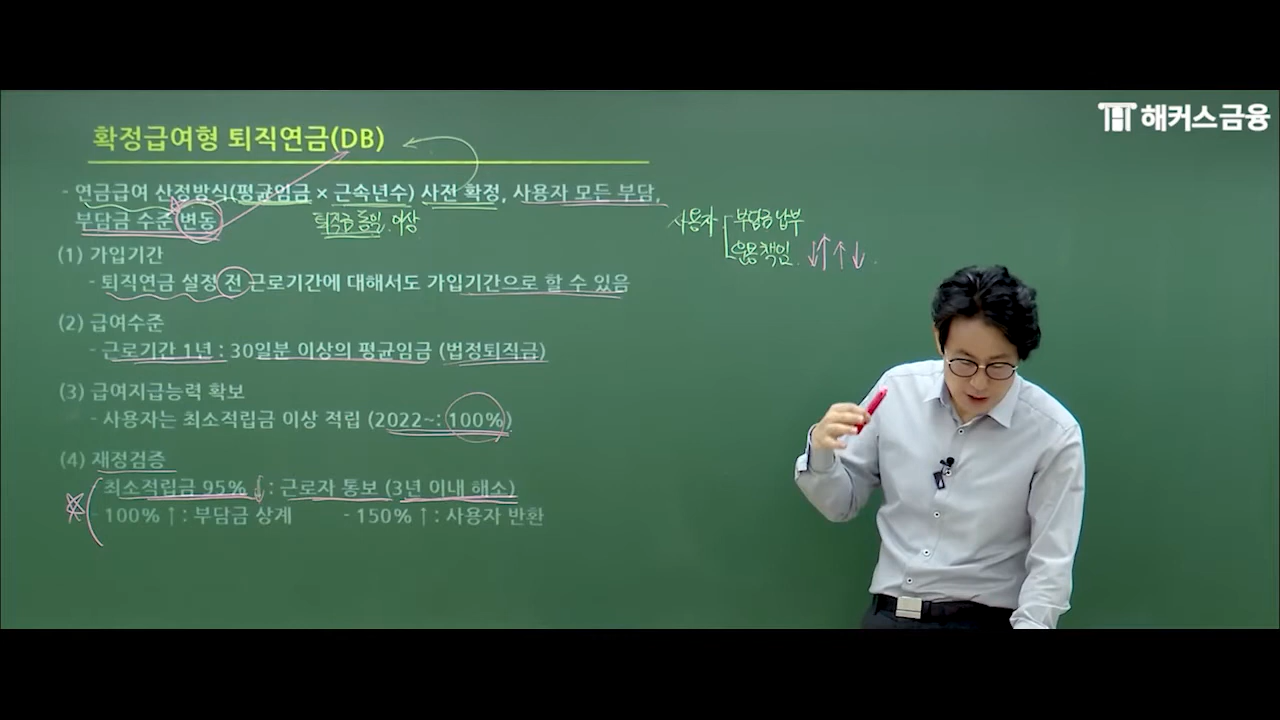 해커스금융
확정급여형 퇴직연금(DB)
- 연금급여 산정방식(평균임금 × 근속년수) 사전 확정, 사용자 모든 부담,
부담금 수준 변동
퇴직금 동일. 이상
사용자 부담금 납부
운용책임. ↓↑↑↓
(1) 가입기간
- 퇴직연금 설정 전 근로기간에 대해서도 가입기간으로 할 수 있음
(2) 급여수준
- 근로기간 1년 : 30일분 이상의 평균임금 (법정퇴직금)
(3) 급여지급능력 확보
- 사용자는 최소적립금 이상 적립 (2022~: 100%)
(4) 재정검증
최소적립금 95% ↓ : 근로자 통보 (3년 이내 해소)
- 100% ↑ : 부담금 상계 - 150% ↑ : 사용자 반환